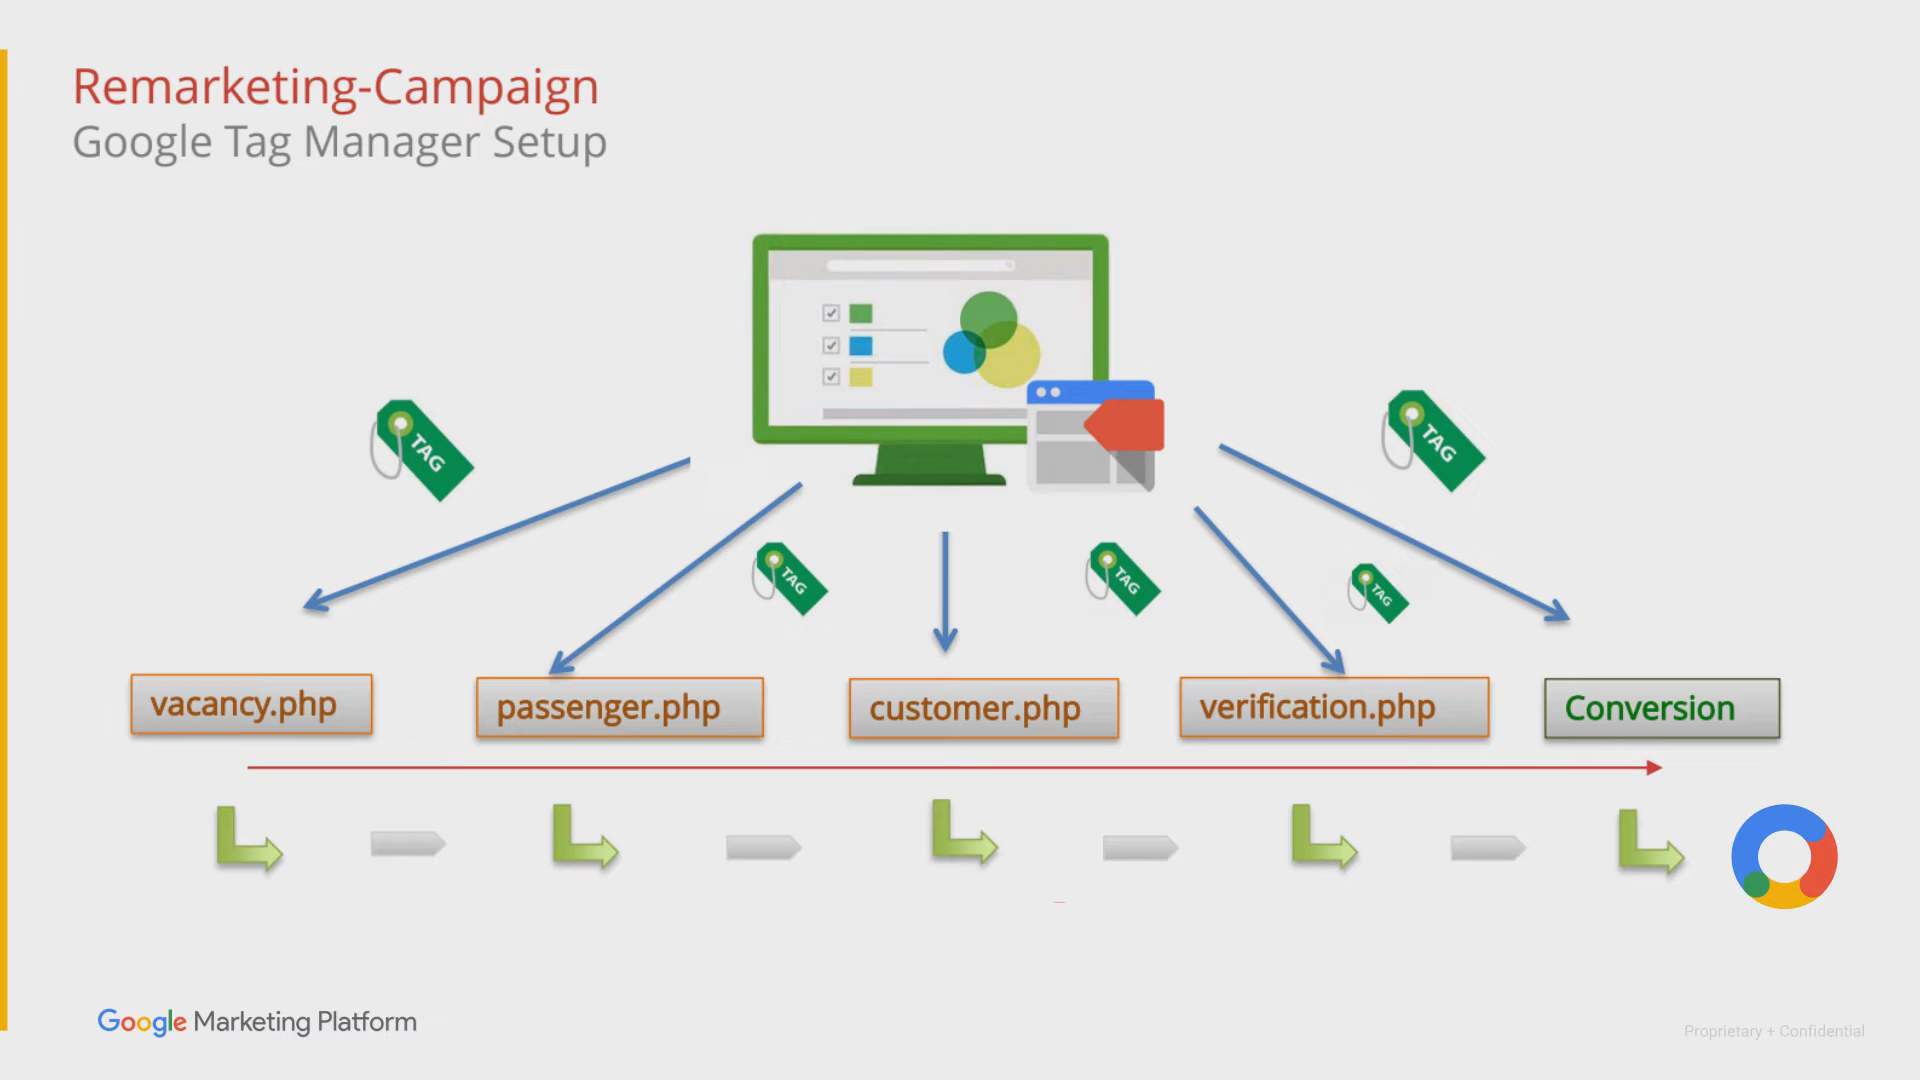 Remarketing-Campaign
Google Tag Manager Setup
TAG
TAG
TAG
TAG
TAG
vacancy.php
passenger.php
customer.php
verification.php
Conversion
Google Marketing Platform
Proprietary + Confidential